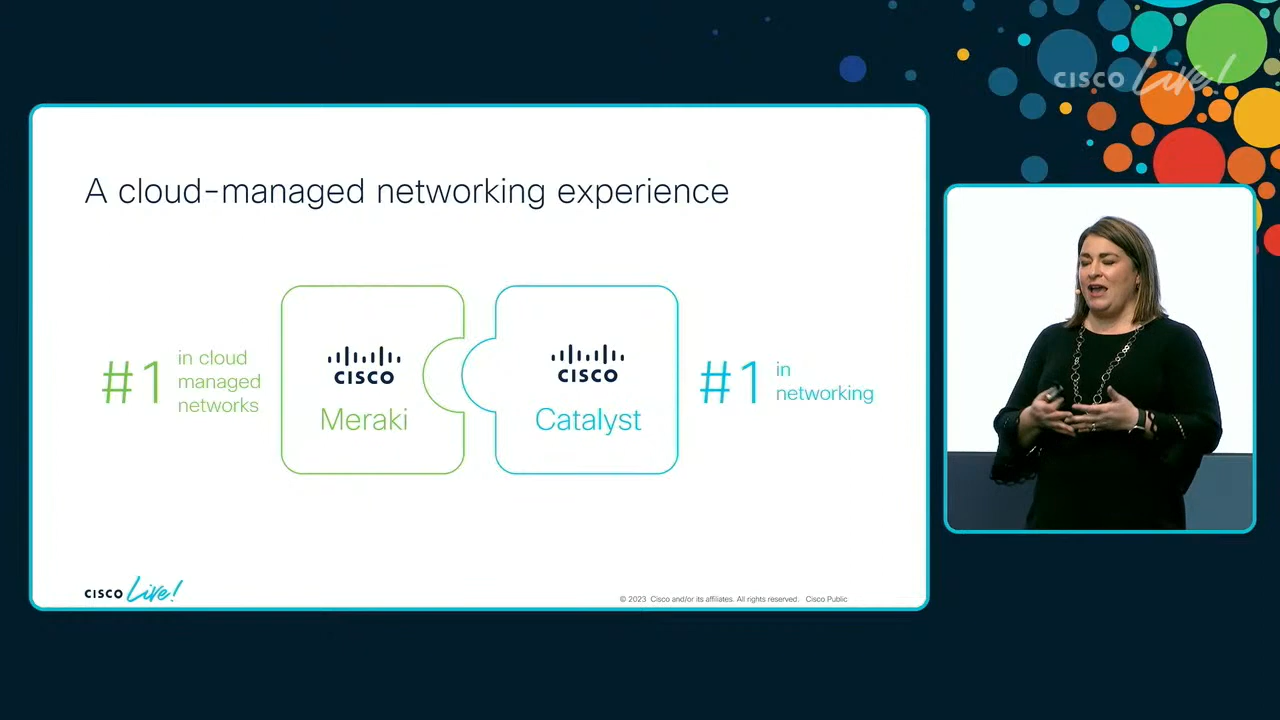 CISCO Live!
A cloud-managed networking experience
#1
in cloud
managed
networks
CISCO
Meraki
CISCO
Catalyst
#1
in
networking
CISCO Live!
© 2023 Cisco and/or its affiliates. All rights reserved. Cisco Public